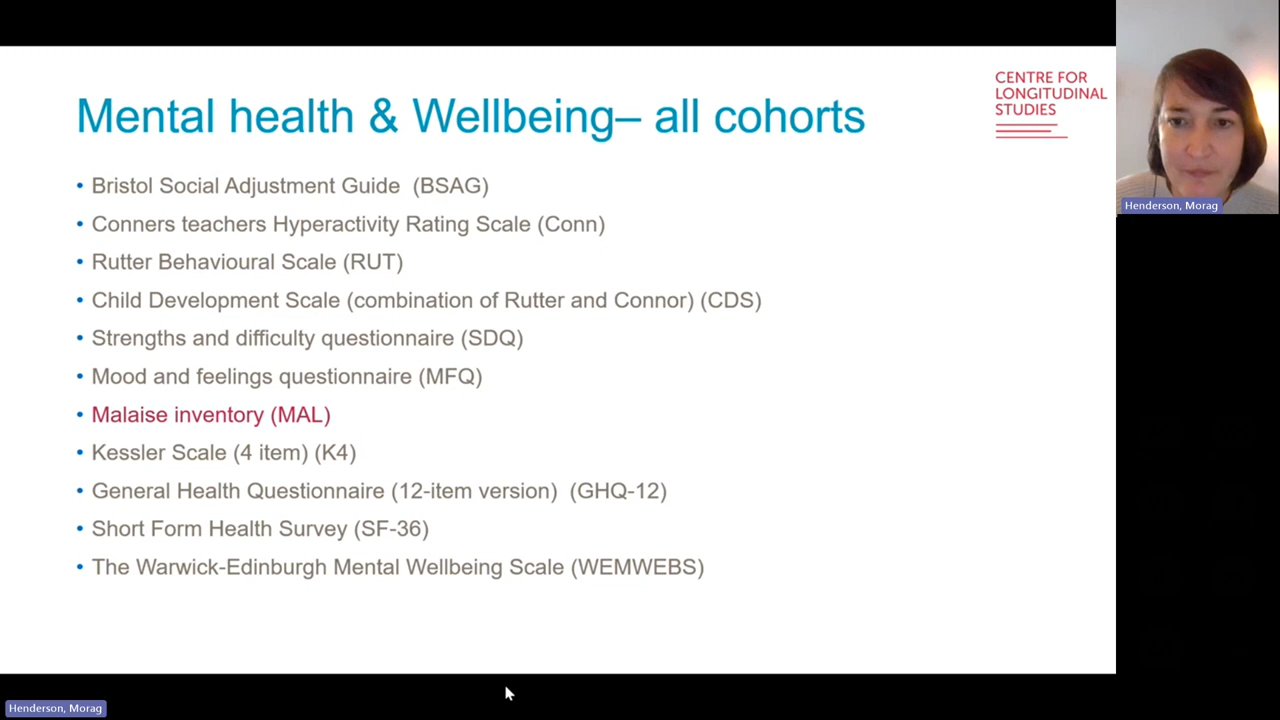 Mental health & Wellbeing– all cohorts
CENTRE FOR
LONGITUDINAL
STUDIES
• Bristol Social Adjustment Guide (BSAG)
• Conners teachers Hyperactivity Rating Scale (Conn)
• Rutter Behavioural Scale (RUT)
• Child Development Scale (combination of Rutter and Connor) (CDS)
• Strengths and difficulty questionnaire (SDQ)
• Mood and feelings questionnaire (MFQ)
• Malaise inventory (MAL)
• Kessler Scale (4 item) (K4)
• General Health Questionnaire (12-item version) (GHQ-12)
• Short Form Health Survey (SF-36)
• The Warwick-Edinburgh Mental Wellbeing Scale (WEMWEBS)
Henderson, Morag
Henderson, Morag